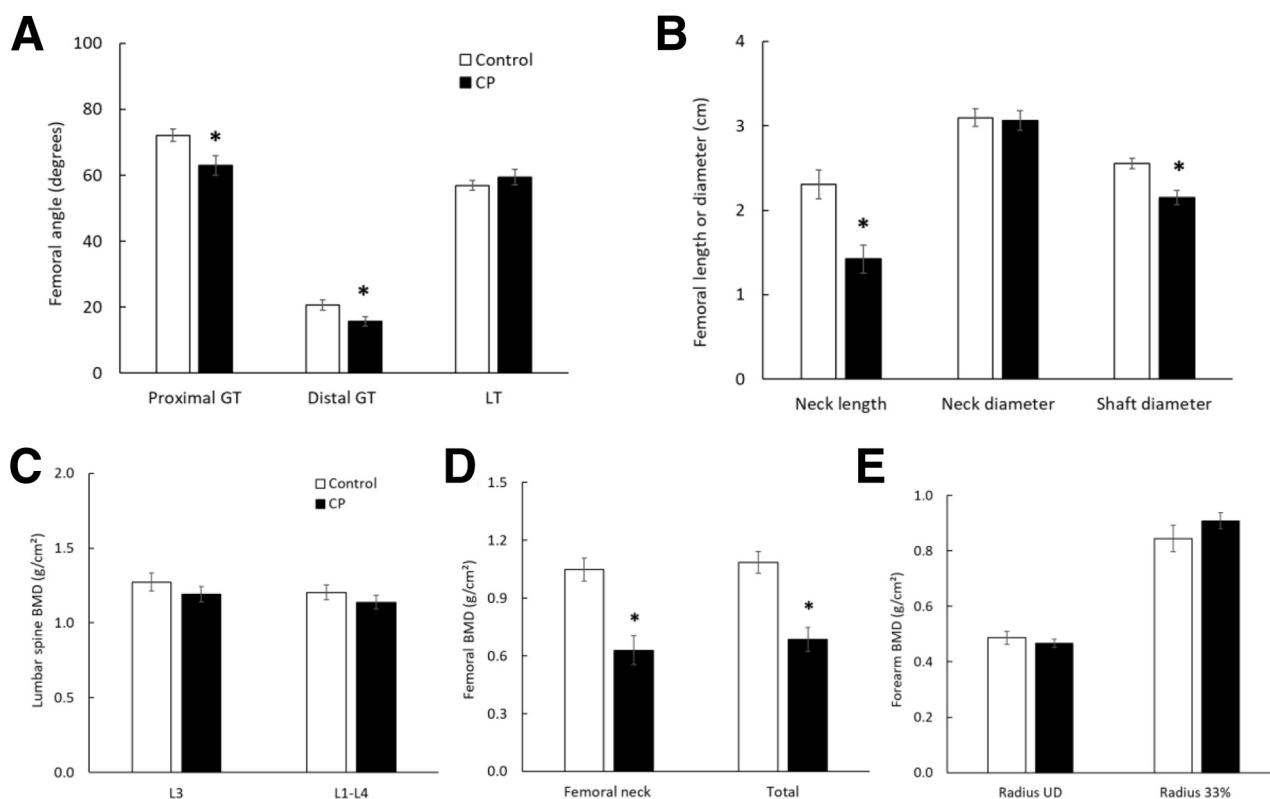 A
Femoral angle (degrees)
100
80
60
40
20
0
Control
CP
*
*
Proximal GT
Distal GT
LT
B
Femoral length or diameter (cm)
4
3
2
1
0
*
*
Neck length
Neck diameter
Shaft diameter
C
Lumbar spine BMD (g/cm²)
2.0
1.5
1.0
0.5
0.0
Control
CP
L3
L1-L4
D
Femoral BMD (g/cm²)
1.5
1.2
0.9
0.6
0.3
0.0
*
*
Femoral neck
Total
E
Forearm BMD (g/cm²)
1.0
0.8
0.6
0.4
0.2
0.0
Radius UD
Radius 33%